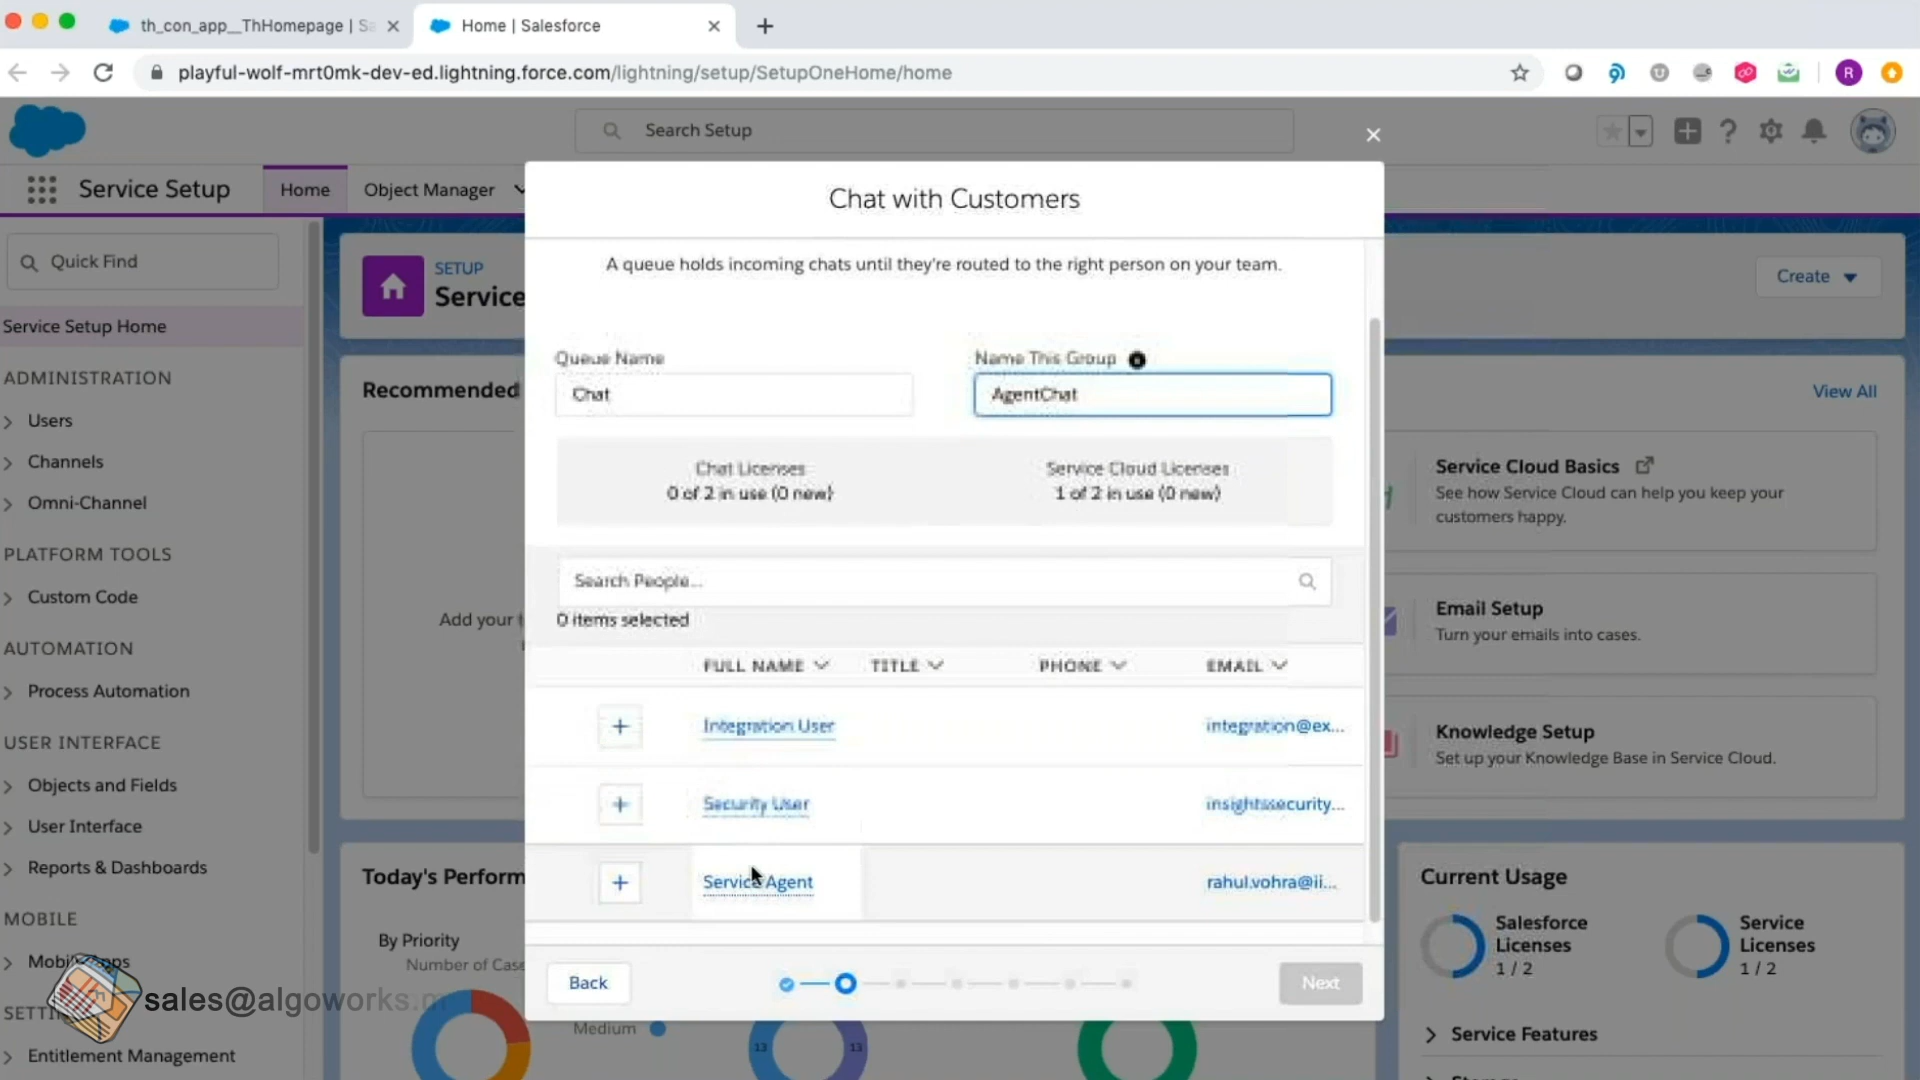 th_con_app__ThHomepage | Sa
Home | Salesforce
playful-wolf-mrt0mk-dev-ed.lightning.force.com/lightning/setup/SetupOneHome/home
R
Search Setup
Service Setup
Home
Object Manager
Quick Find
Service Setup Home
ADMINISTRATION
Users
Channels
Omni-Channel
PLATFORM TOOLS
Custom Code
AUTOMATION
Process Automation
USER INTERFACE
Objects and Fields
User Interface
Reports & Dashboards
MOBILE
Entitlement Management
sales@algoworks.
SETUP
Service
Create
Recommended
View All
Add your
Today's Perform
By Priority
Number of Case
Medium
13
13
Chat with Customers
A queue holds incoming chats until they're routed to the right person on your team.
Queue Name
Name This Group
Chat
AgentChat
Chat Licenses
Service Cloud Licenses
0 of 2 in use (0 new)
1 of 2 in use (0 new)
Search People...
0 items selected
FULL NAME
TITLE
PHONE
EMAIL
Integration User
integration@ex...
Security User
insightssecurity...
Service Agent
rahul.vohra@ii...
Back
Next
Service Cloud Basics
See how Service Cloud can help you keep your
customers happy.
Email Setup
Turn your emails into cases.
Knowledge Setup
Set up your Knowledge Base in Service Cloud.
Current Usage
Salesforce
Licenses
1 / 2
Service
Licenses
1 / 2
Service Features